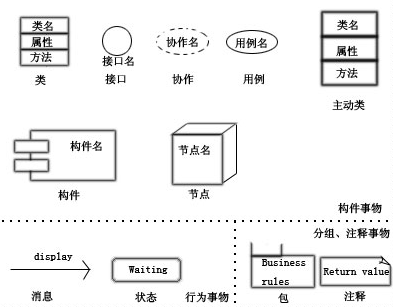 类名
属性
方法
类
接口名
接口
协作名
协作
用例名
用例
类名
属性
方法
主动类
构件名
构件
节点名
节点
构件事物
display
消息
Waiting
状态
行为事物
分组、注释事物
Business
rules
包
Return value
注释